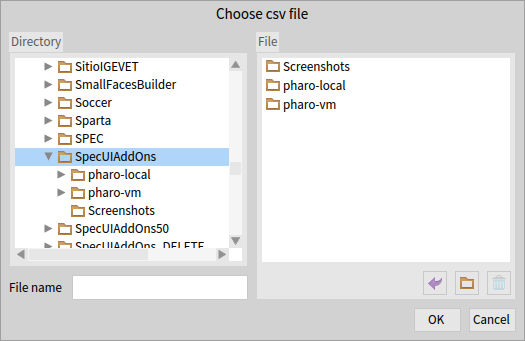 Choose csv file
Directory
SitioIGEVET
SmallFacesBuilder
Soccer
Sparta
SPEC
SpecUIAddOns
pharo-local
pharo-vm
Screenshots
SpecUIAddOns50
SpecUIAddOns_DELETE
File name
File
Screenshots
pharo-local
pharo-vm
OK
Cancel